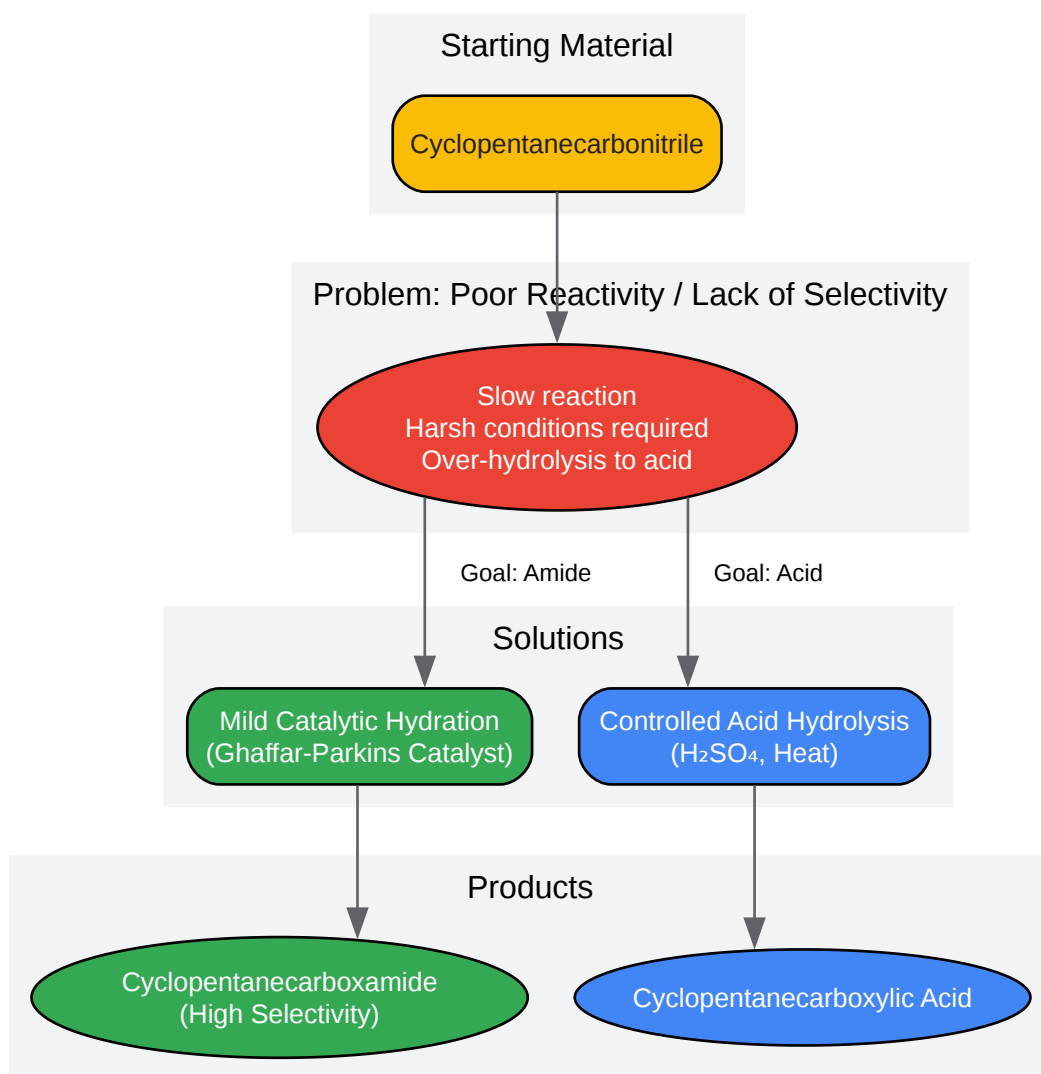 Starting Material
Cyclopentanecarbonitrile
Problem: Poor Reactivity / Lack of Selectivity
Slow reaction
Harsh conditions required
Over-hydrolysis to acid
Goal: Amide
Goal: Acid
Solutions
Mild Catalytic Hydration
(Ghaffar-Parkins Catalyst)
Controlled Acid Hydrolysis
(H₂SO₄, Heat)
Products
Cyclopentanecarboxamide
(High Selectivity)
Cyclopentanecarboxylic Acid